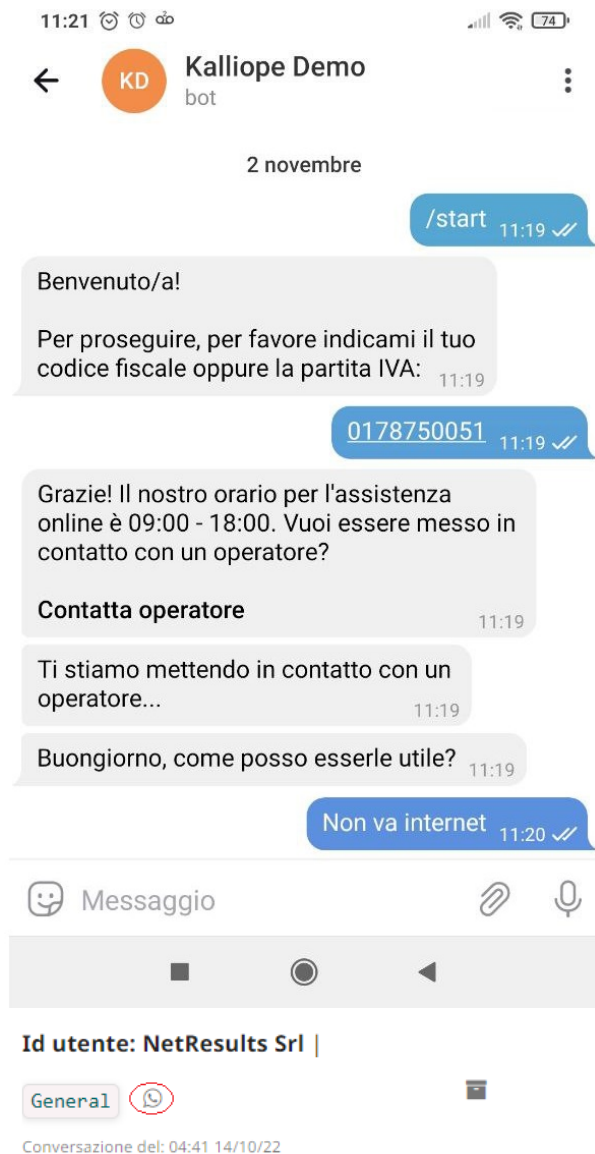 11:21
74
KD
Kalliope Demo
bot
2 novembre
/start 11:19
Benvenuto/a!
Per proseguire, per favore indicami il tuo
codice fiscale oppure la partita IVA: 11:19
0178750051 11:19
Grazie! Il nostro orario per l'assistenza
online è 09:00 - 18:00. Vuoi essere messo in
contatto con un operatore?
Contatta operatore 11:19
Ti stiamo mettendo in contatto con un
operatore... 11:19
Buongiorno, come posso esserle utile? 11:19
Non va internet 11:20
Messaggio
Id utente: NetResults Srl |
General
Conversazione del: 04:41 14/10/22